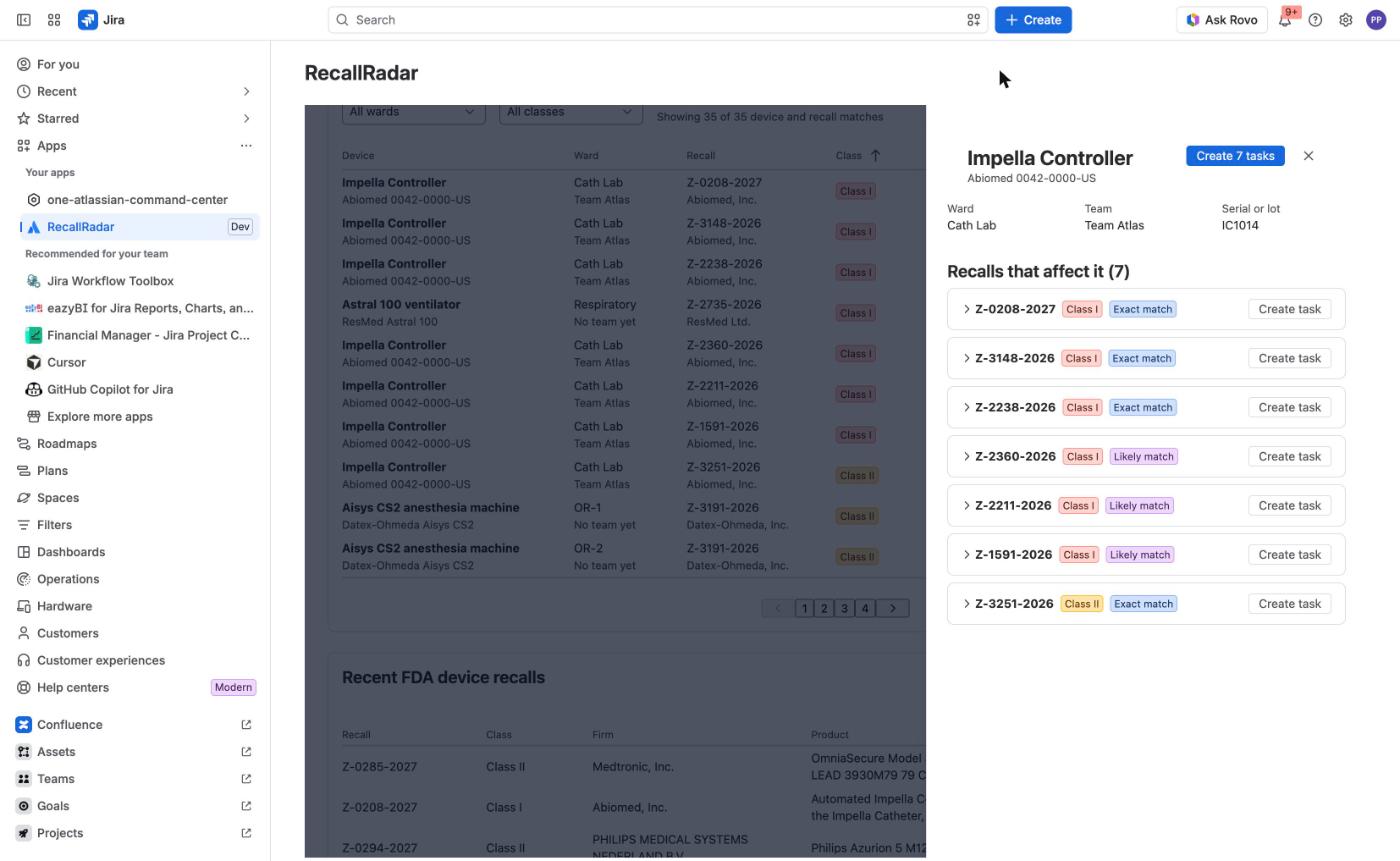 Jira
Search
Create
Ask Rovo
9+
PP
For you
Recent
Starred
Apps
Your apps
one-atlassian-command-center
RecallRadar
Dev
Recommended for your team
Jira Workflow Toolbox
eazyBI for Jira Reports, Charts, an...
Financial Manager - Jira Project C...
Cursor
GitHub Copilot for Jira
Explore more apps
Roadmaps
Plans
Spaces
Filters
Dashboards
Operations
Hardware
Customers
Customer experiences
Help centers
Modern
Confluence
Assets
Teams
Goals
Projects
RecallRadar
All wards
All classes
Showing 35 of 35 device and recall matches
Device Ward Recall Class
Impella Controller Cath Lab Z-0208-2027 Class I
Abiomed 0042-0000-US Team Atlas Abiomed, Inc.
Impella Controller Cath Lab Z-3148-2026 Class I
Abiomed 0042-0000-US Team Atlas Abiomed, Inc.
Impella Controller Cath Lab Z-2238-2026 Class I
Abiomed 0042-0000-US Team Atlas Abiomed, Inc.
Astral 100 ventilator Respiratory Z-2735-2026 Class I
ResMed Astral 100 No team yet ResMed Ltd.
Impella Controller Cath Lab Z-2360-2026 Class I
Abiomed 0042-0000-US Team Atlas Abiomed, Inc.
Impella Controller Cath Lab Z-2211-2026 Class I
Abiomed 0042-0000-US Team Atlas Abiomed, Inc.
Impella Controller Cath Lab Z-1591-2026 Class I
Abiomed 0042-0000-US Team Atlas Abiomed, Inc.
Impella Controller Cath Lab Z-3251-2026 Class II
Abiomed 0042-0000-US Team Atlas Abiomed, Inc.
Aisys CS2 anesthesia machine OR-1 Z-3191-2026 Class II
Datex-Ohmeda Aisys CS2 No team yet Datex-Ohmeda, Inc.
Aisys CS2 anesthesia machine OR-2 Z-3191-2026 Class II
Datex-Ohmeda Aisys CS2 No team yet Datex-Ohmeda, Inc.
1 2 3 4
Recent FDA device recalls
Recall Class Firm Product
Z-0285-2027 Class II Medtronic, Inc. OmniaSecure Model
LEAD 3930M79 79 C
Z-0208-2027 Class I Abiomed, Inc. Automated Impella C
the Impella Catheter,
Z-0294-2027 Class II PHILIPS MEDICAL SYSTEMS Philips Azurion 5 M12
NEDERLAND B.V.
Impella Controller
Create 7 tasks
Abiomed 0042-0000-US
Ward Team Serial or lot
Cath Lab Team Atlas IC1014
Recalls that affect it (7)
Z-0208-2027 Class I Exact match Create task
Z-3148-2026 Class I Exact match Create task
Z-2238-2026 Class I Exact match Create task
Z-2360-2026 Class I Likely match Create task
Z-2211-2026 Class I Likely match Create task
Z-1591-2026 Class I Likely match Create task
Z-3251-2026 Class II Exact match Create task